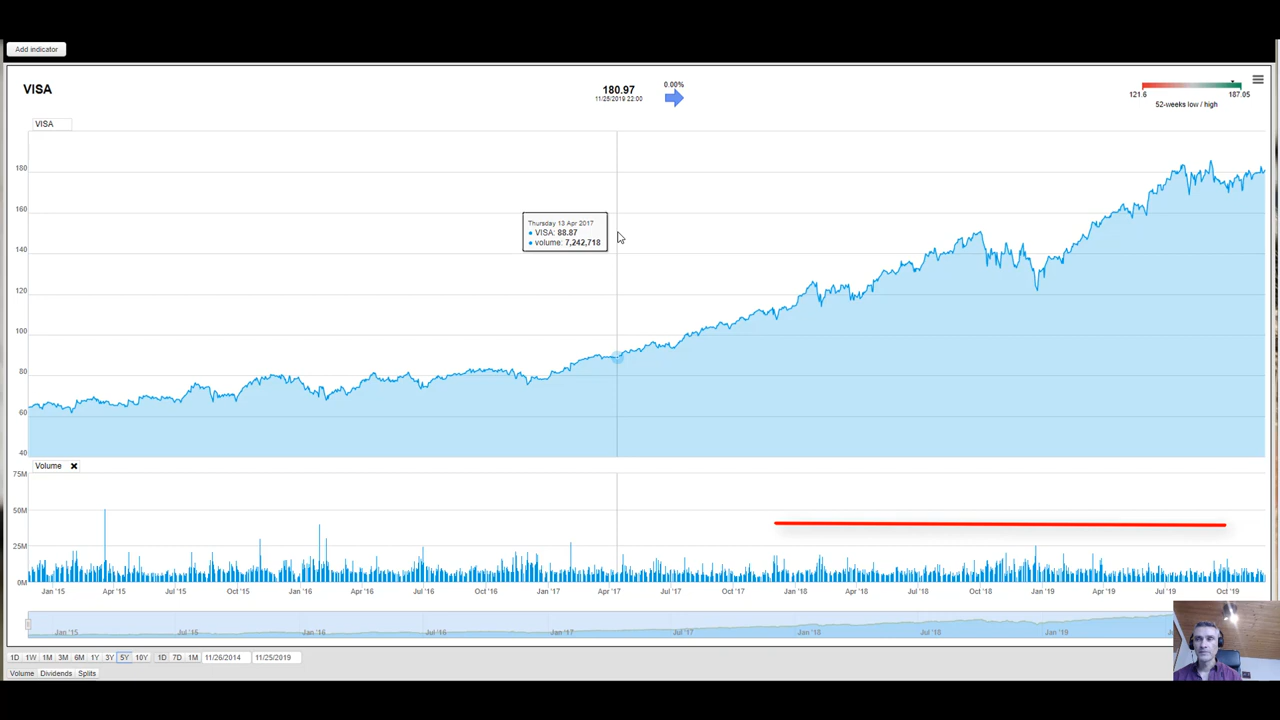 Add indicator
VISA
180.97
11/25/2019 22:00
0.00%
121.6
187.05
52-weeks low / high
VISA
180
160
140
120
100
80
60
40
Thursday 13 Apr 2017
VISA: 88.87
volume: 7,242,718
Volume
75M
50M
25M
0M
Jan '15 Apr '15 Jul '15 Oct '15 Jan '16 Apr '16 Jul '16 Oct '16 Jan '17 Apr '17 Jul '17 Oct '17 Jan '18 Apr '18 Jul '18 Oct '18 Jan '19 Apr '19 Jul '19 Oct '19
Jan '15 Jul '15 Jan '16 Jul '16 Jan '17 Jul '17 Jan '18 Jul '18 Jan '19
1D 1W 1M 3M 6M 1Y 3Y 5Y 10Y 1D 7D 1M 11/26/2014 11/25/2019
Volume Dividends Splits